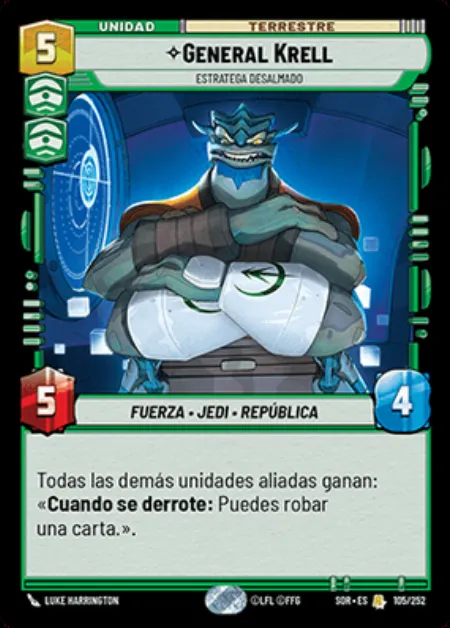 UNIDAD
TERRESTRE
5
GENERAL KRELL
ESTRATEGA DESALMADO
5
FUERZA • JEDI • REPÚBLICA
4
Todas las demás unidades aliadas ganan:
«Cuando se derrote: Puedes robar
una carta.».
LUKE HARRINGTON
©LFL ©FFG
SOR • ES
105/252